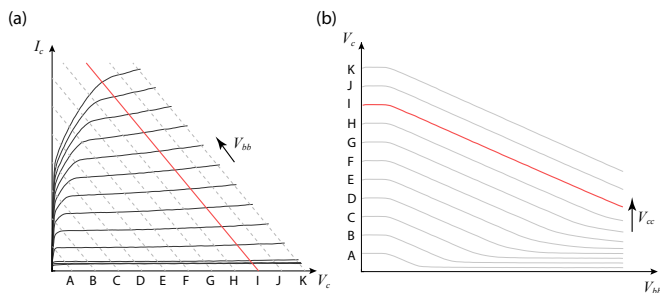 (a)
I_c
V_bb
A B C D E F G H I J K
V_c
(b)
V_c
K
J
I
H
G
F
E
D
C
B
A
V_cc
V_bb